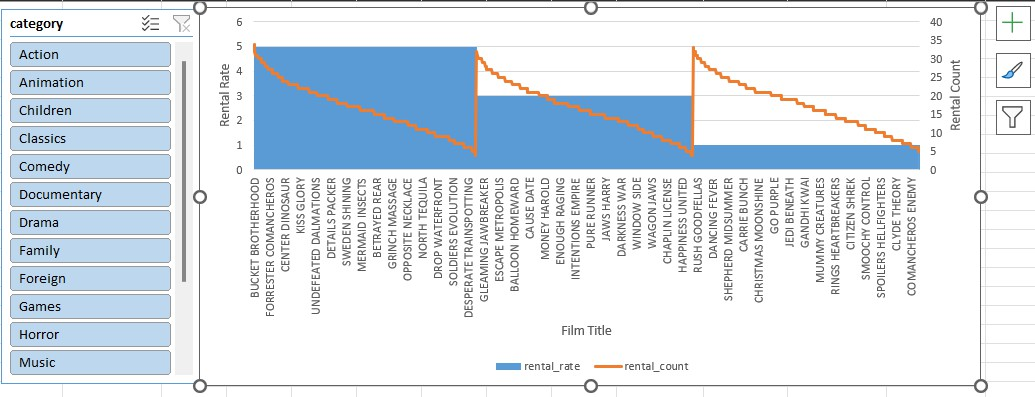 category
Action
Animation
Children
Classics
Comedy
Documentary
Drama
Family
Foreign
Games
Horror
Music
Rental Rate
6
5
4
3
2
1
0
40
35
30
25
20
15
10
5
0
Rental Count
BUCKET BROTHERHOOD
FORRESTER COMANCHEROS
CENTER DINOSAUR
KISS GLORY
UNDEFEATED DALMATIONS
DETAILS PACKER
SWEDEN SHINING
MERMAID INSECTS
BETRAYED REAR
GRINCH MASSAGE
OPPOSITE NECKLACE
NORTH TEQUILA
DROP WATERFRONT
SOLDIERS EVOLUTION
DESPERATE TRAINSPOTTING
GLEAMING JAWBREAKER
ESCAPE METROPOLIS
BALLOON HOMEWARD
CAUSE DATE
MONEY HAROLD
ENOUGH RAGING
INTENTIONS EMPIRE
PURE RUNNER
JAWS HARRY
DARKNESS WAR
WINDOW SIDE
WAGON JAWS
CHAPLIN LICENSE
HAPPINESS UNITED
RUSH GOODFELLAS
DANCING FEVER
SHEPHERD MIDSUMMER
CARRIE BUNCH
CHRISTMAS MOONSHINE
GO PURPLE
JEDI BENEATH
GANDHI KWAI
MUMMY CREATURES
RINGS HEARTBREAKERS
CITIZEN SHREK
SMOOCHY CONTROL
SPOILERS HELLFIGHTERS
CLYDE THEORY
COMANCHEROS ENEMY
Film Title
rental_rate
rental_count